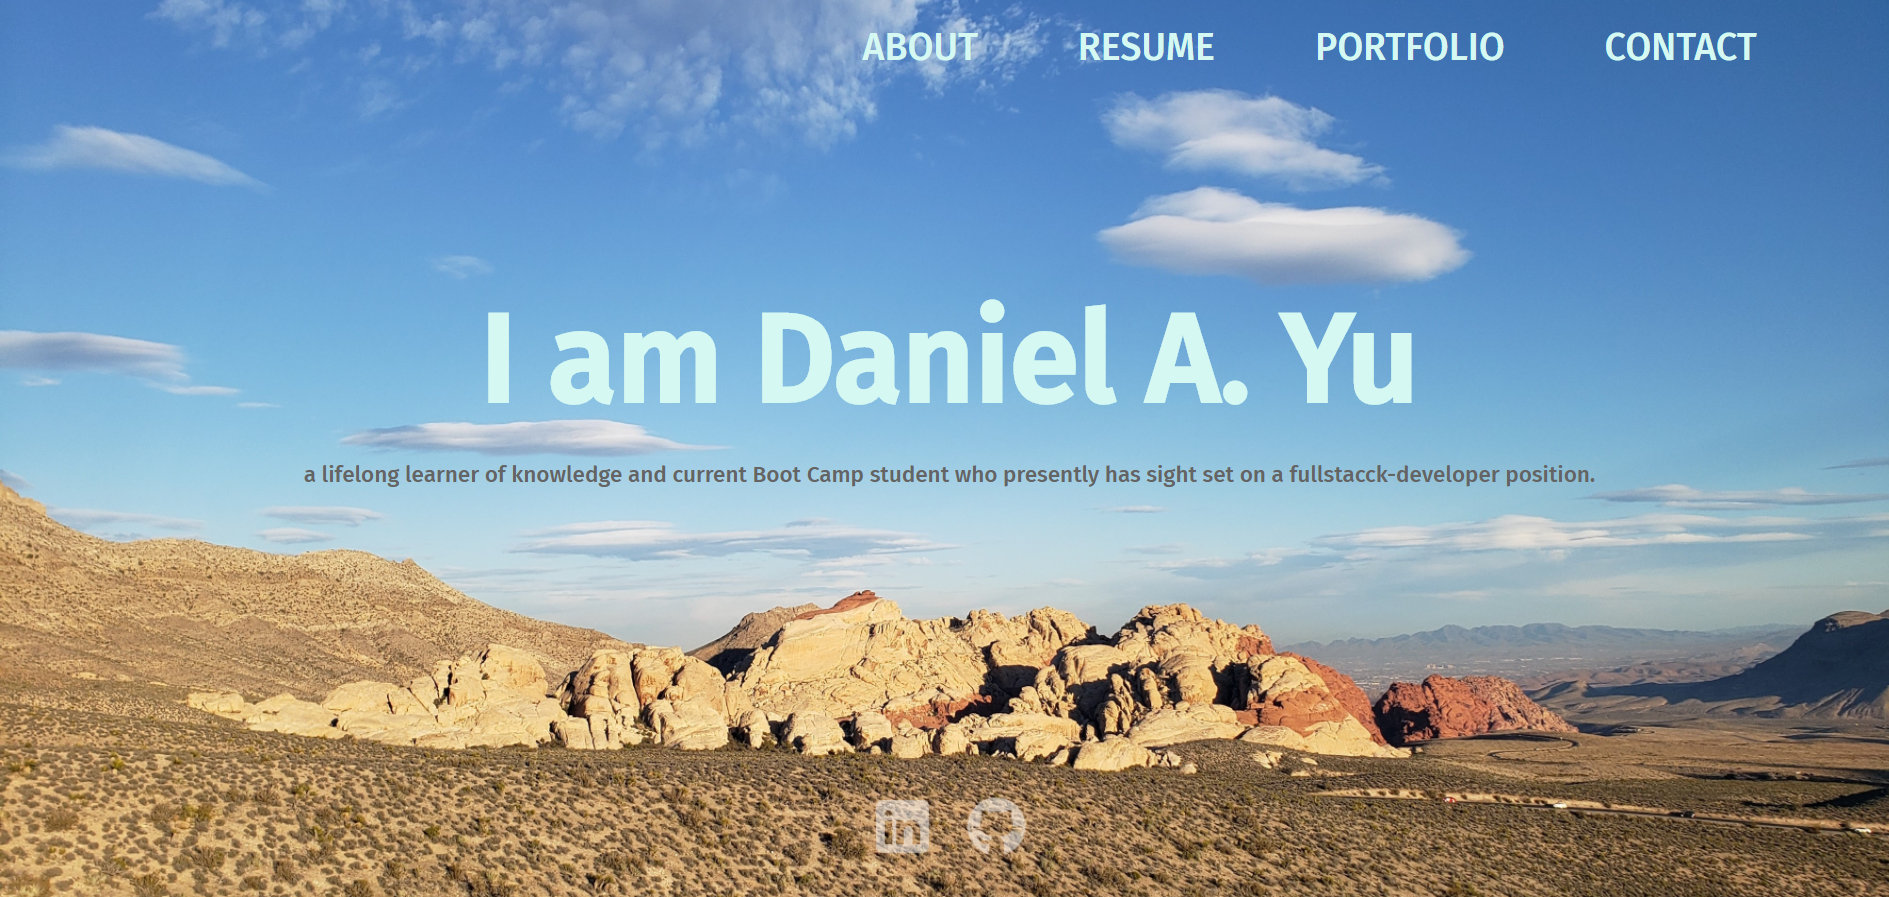 ABOUT RESUME PORTFOLIO CONTACT
I am Daniel A. Yu
a lifelong learner of knowledge and current Boot Camp student who presently has sight set on a fullstacck-developer position.
in